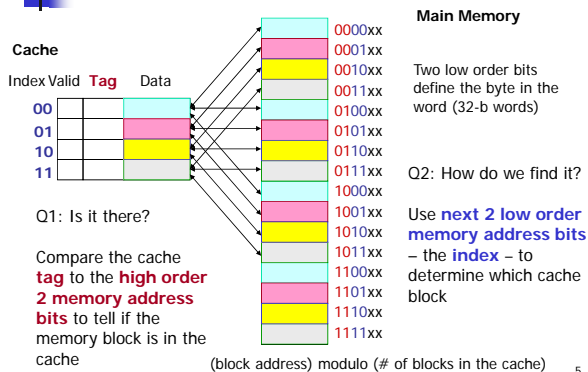 Main Memory
Cache
Index Valid Tag Data
00
01
10
11
0000xx
0001xx
0010xx
0011xx
0100xx
0101xx
0110xx
0111xx
1000xx
1001xx
1010xx
1011xx
1100xx
1101xx
1110xx
1111xx
Two low order bits
define the byte in the
word (32-b words)
Q1: Is it there?
Compare the cache
tag to the high order
2 memory address
bits to tell if the
memory block is in the
cache
Q2: How do we find it?
Use next 2 low order
memory address bits
– the index – to
determine which cache
block
(block address) modulo (# of blocks in the cache)
5